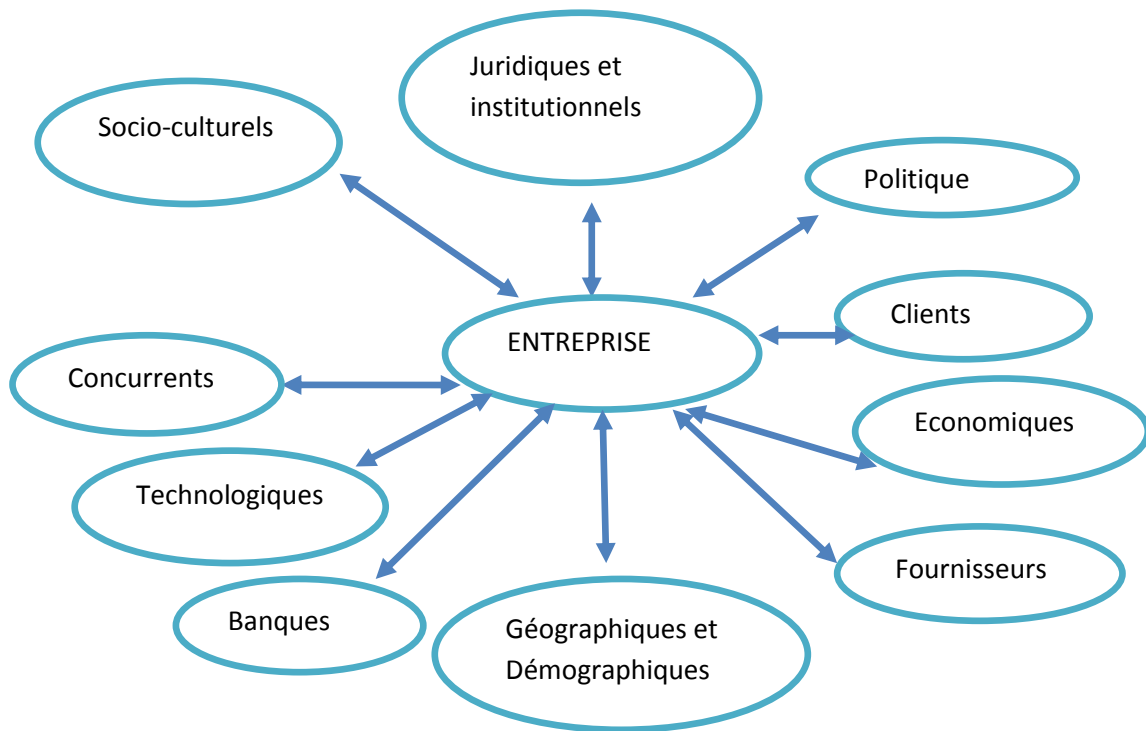 Juridiques et
institutionnels
Socio-culturels
Politique
Clients
ENTREPRISE
Concurrents
Economiques
Technologiques
Fournisseurs
Banques
Géographiques et
Démographiques